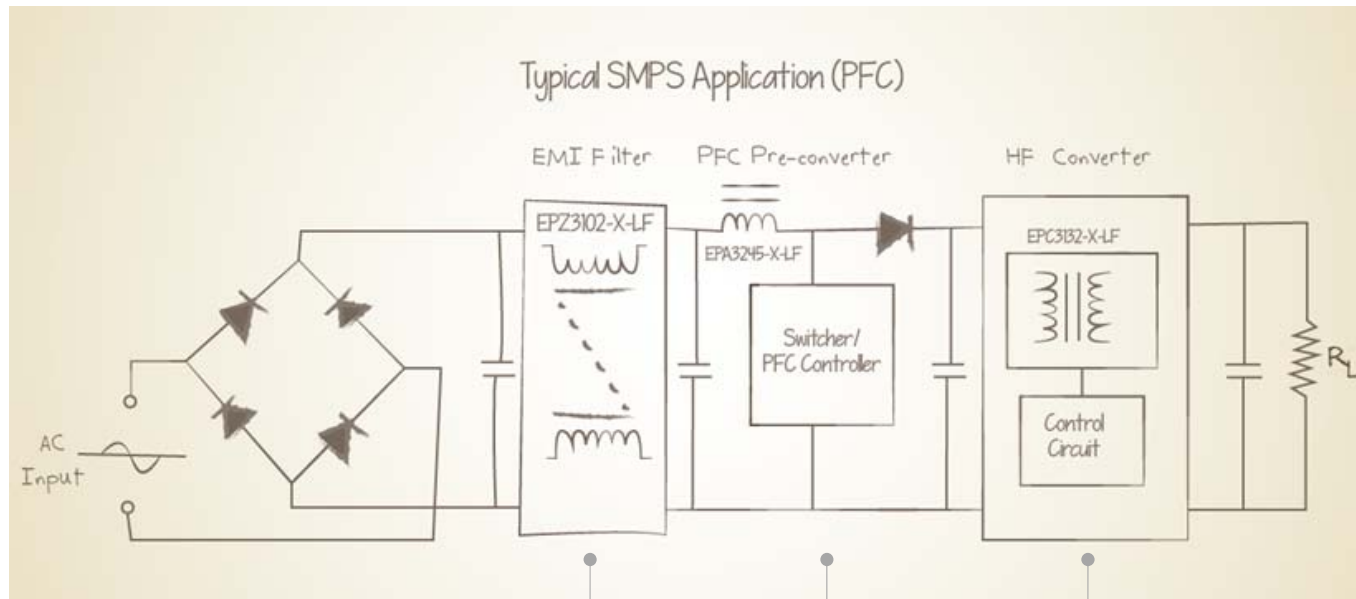 Typical SMPS Application (PFC)
EMI Filter
PFC Pre-converter
HF Converter
EPZ3102-X-LF
EPA3245-X-LF
EPC3132-X-LF
Switcher/
PFC Controller
Control
Circuit
AC
Input
RL